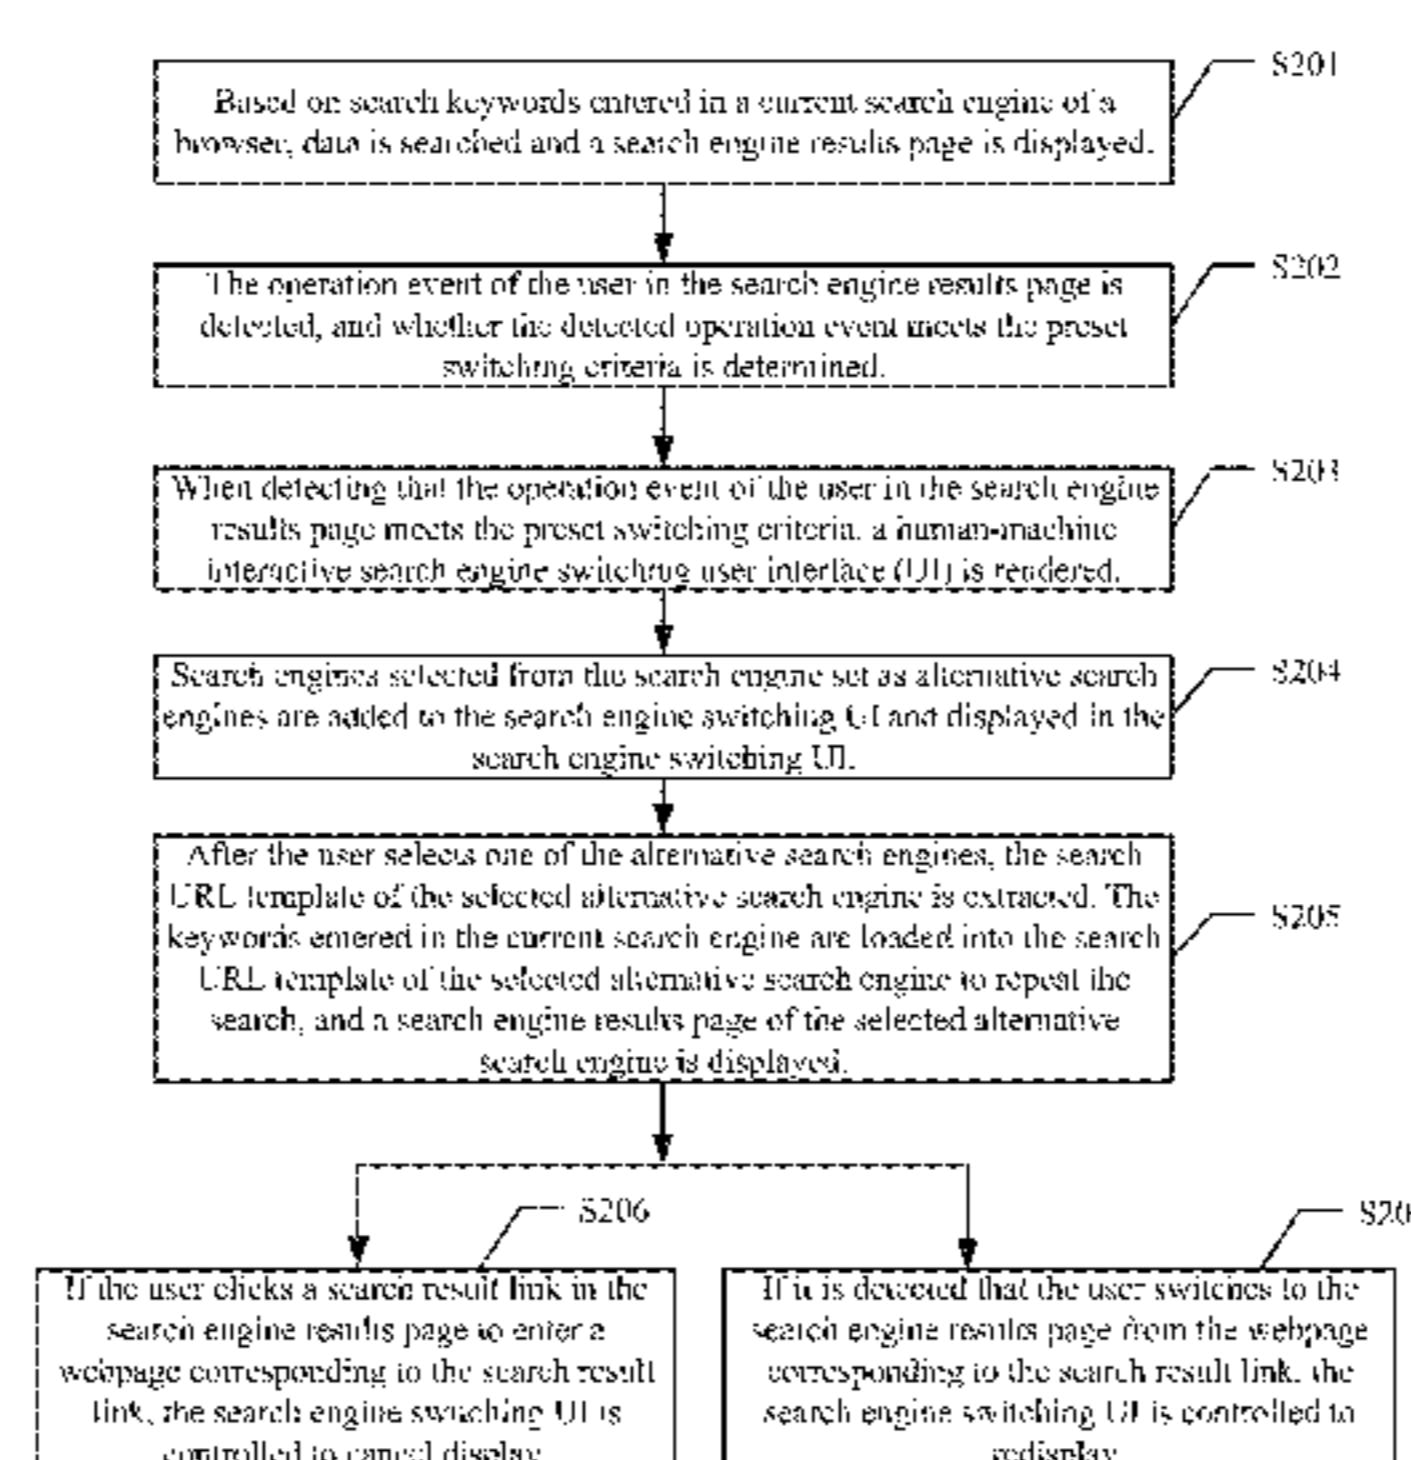 S201
Based on search keywords entered in a current search engine of a
browser, data is searched and a search engine results page is displayed.
S202
The operation event of the user in the search engine results page is
detected, and whether the detected operation event meets the preset
switching criteria is determined.
S203
When detecting that the operation event of the user in the search engine
results page meets the preset switching criteria, a human-machine
interactive search engine switching user interface (UI) is rendered.
S204
Search engines selected from the search engine set as alternative search
engines are added to the search engine switching UI and displayed in the
search engine switching UI.
S205
After the user selects one of the alternative search engines, the search
URL template of the selected alternative search engine is extracted. The
keywords entered in the current search engine are loaded into the search
URL template of the selected alternative search engine to repeat the
search, and a search engine results page of the selected alternative
search engine is displayed.
S206
If the user clicks a search result link in the
search engine results page to enter a
webpage corresponding to the search result
link, the search engine switching UI is
controlled to cancel display.
If it is detected that the user switches to the
search engine results page from the webpage
corresponding to the search result link, the
search engine switching UI is controlled to
redisplay.